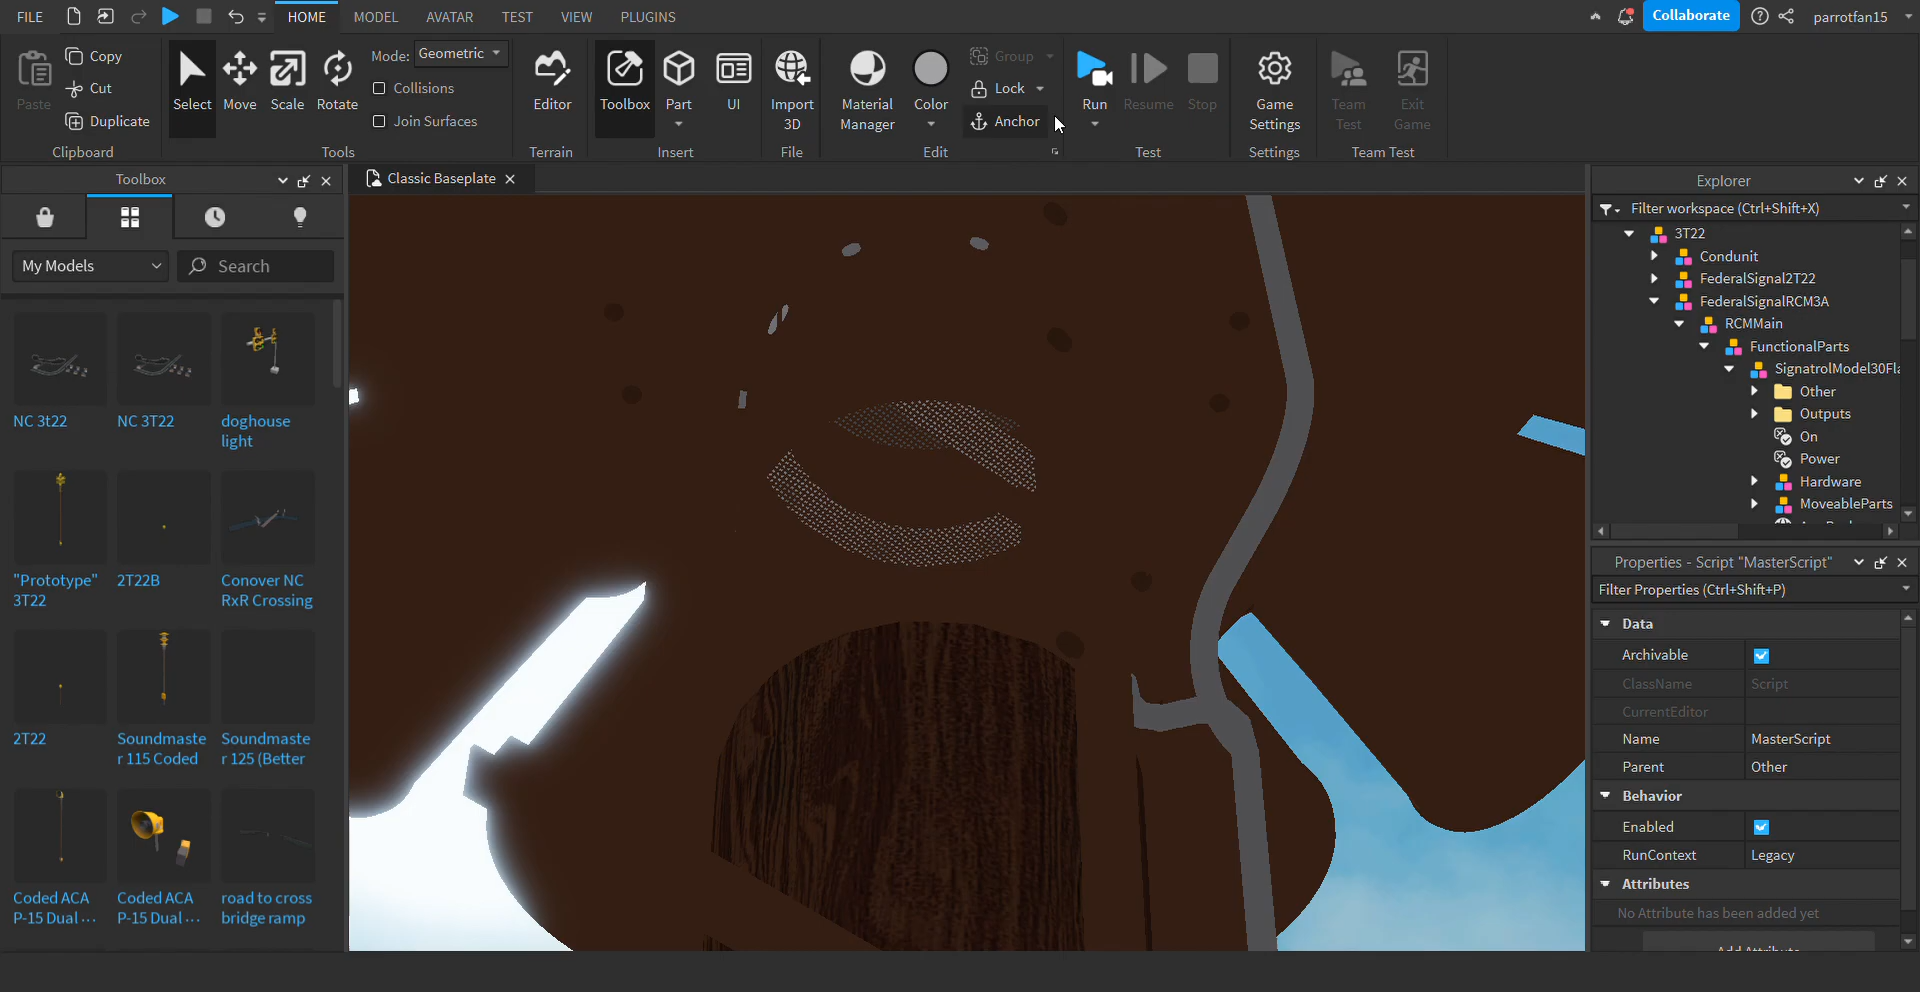 FILE
HOME
MODEL
AVATAR
TEST
VIEW
PLUGINS
Collaborate
parrotfan15
Paste
Copy
Cut
Duplicate
Clipboard
Select
Move
Scale
Rotate
Mode: Geometric
Collisions
Join Surfaces
Tools
Editor
Terrain
Toolbox
Part
UI
Insert
Import
3D
File
Material
Manager
Color
Group
Lock
Anchor
Edit
Run
Resume
Stop
Test
Game
Settings
Settings
Team
Test
Exit
Game
Team Test
Toolbox
My Models
Search
NC 3t22
NC 3T22
doghouse
light
"Prototype"
3T22
2T22B
Conover NC
RxR Crossing
2T22
Soundmaste
r 115 Coded
Soundmaste
r 125 (Better
Coded ACA
P-15 Dual ...
Coded ACA
P-15 Dual ...
road to cross
bridge ramp
Classic Baseplate
Explorer
Filter workspace (Ctrl+Shift+X)
3T22
Condunit
FederalSignal2T22
FederalSignalRCM3A
RCMMain
FunctionalParts
SignatrolModel30Fla
Other
Outputs
On
Power
Hardware
MoveableParts
Properties - Script "MasterScript"
Filter Properties (Ctrl+Shift+P)
Data
Archivable
ClassName Script
CurrentEditor
Name MasterScript
Parent Other
Behavior
Enabled
RunContext Legacy
Attributes
No Attribute has been added yet
Add Attribute